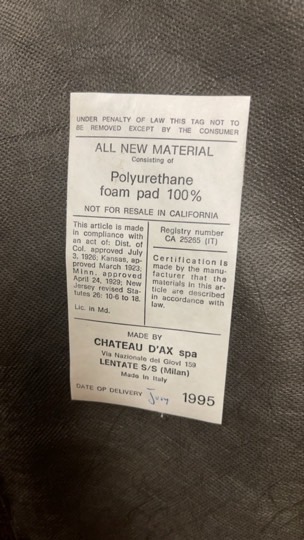 UNDER PENALTY OF LAW THIS TAG NOT TO
BE REMOVED EXCEPT BY THE CONSUMER
ALL NEW MATERIAL
Consisting of
Polyurethane
foam pad 100%
NOT FOR RESALE IN CALIFORNIA
This article is made
in compliance with
an act of: Dist. of
Col. approved July
3, 1926; Kansas, ap-
proved March 1923;
Minn. approved
April 24, 1929; New
Jersey revised Sta-
tutes 26: 10-6 to 18.
Lic. in Md.
Registry number
CA 25265 (IT)
Certification is
made by the manu-
facturer that the
materials in this ar-
ticle are described
in accordance with
law.
MADE BY
CHATEAU D'AX spa
Via Nazionale dei Giovi 159
LENTATE S/S (Milan)
Made in Italy
DATE OF DELIVERY 1995